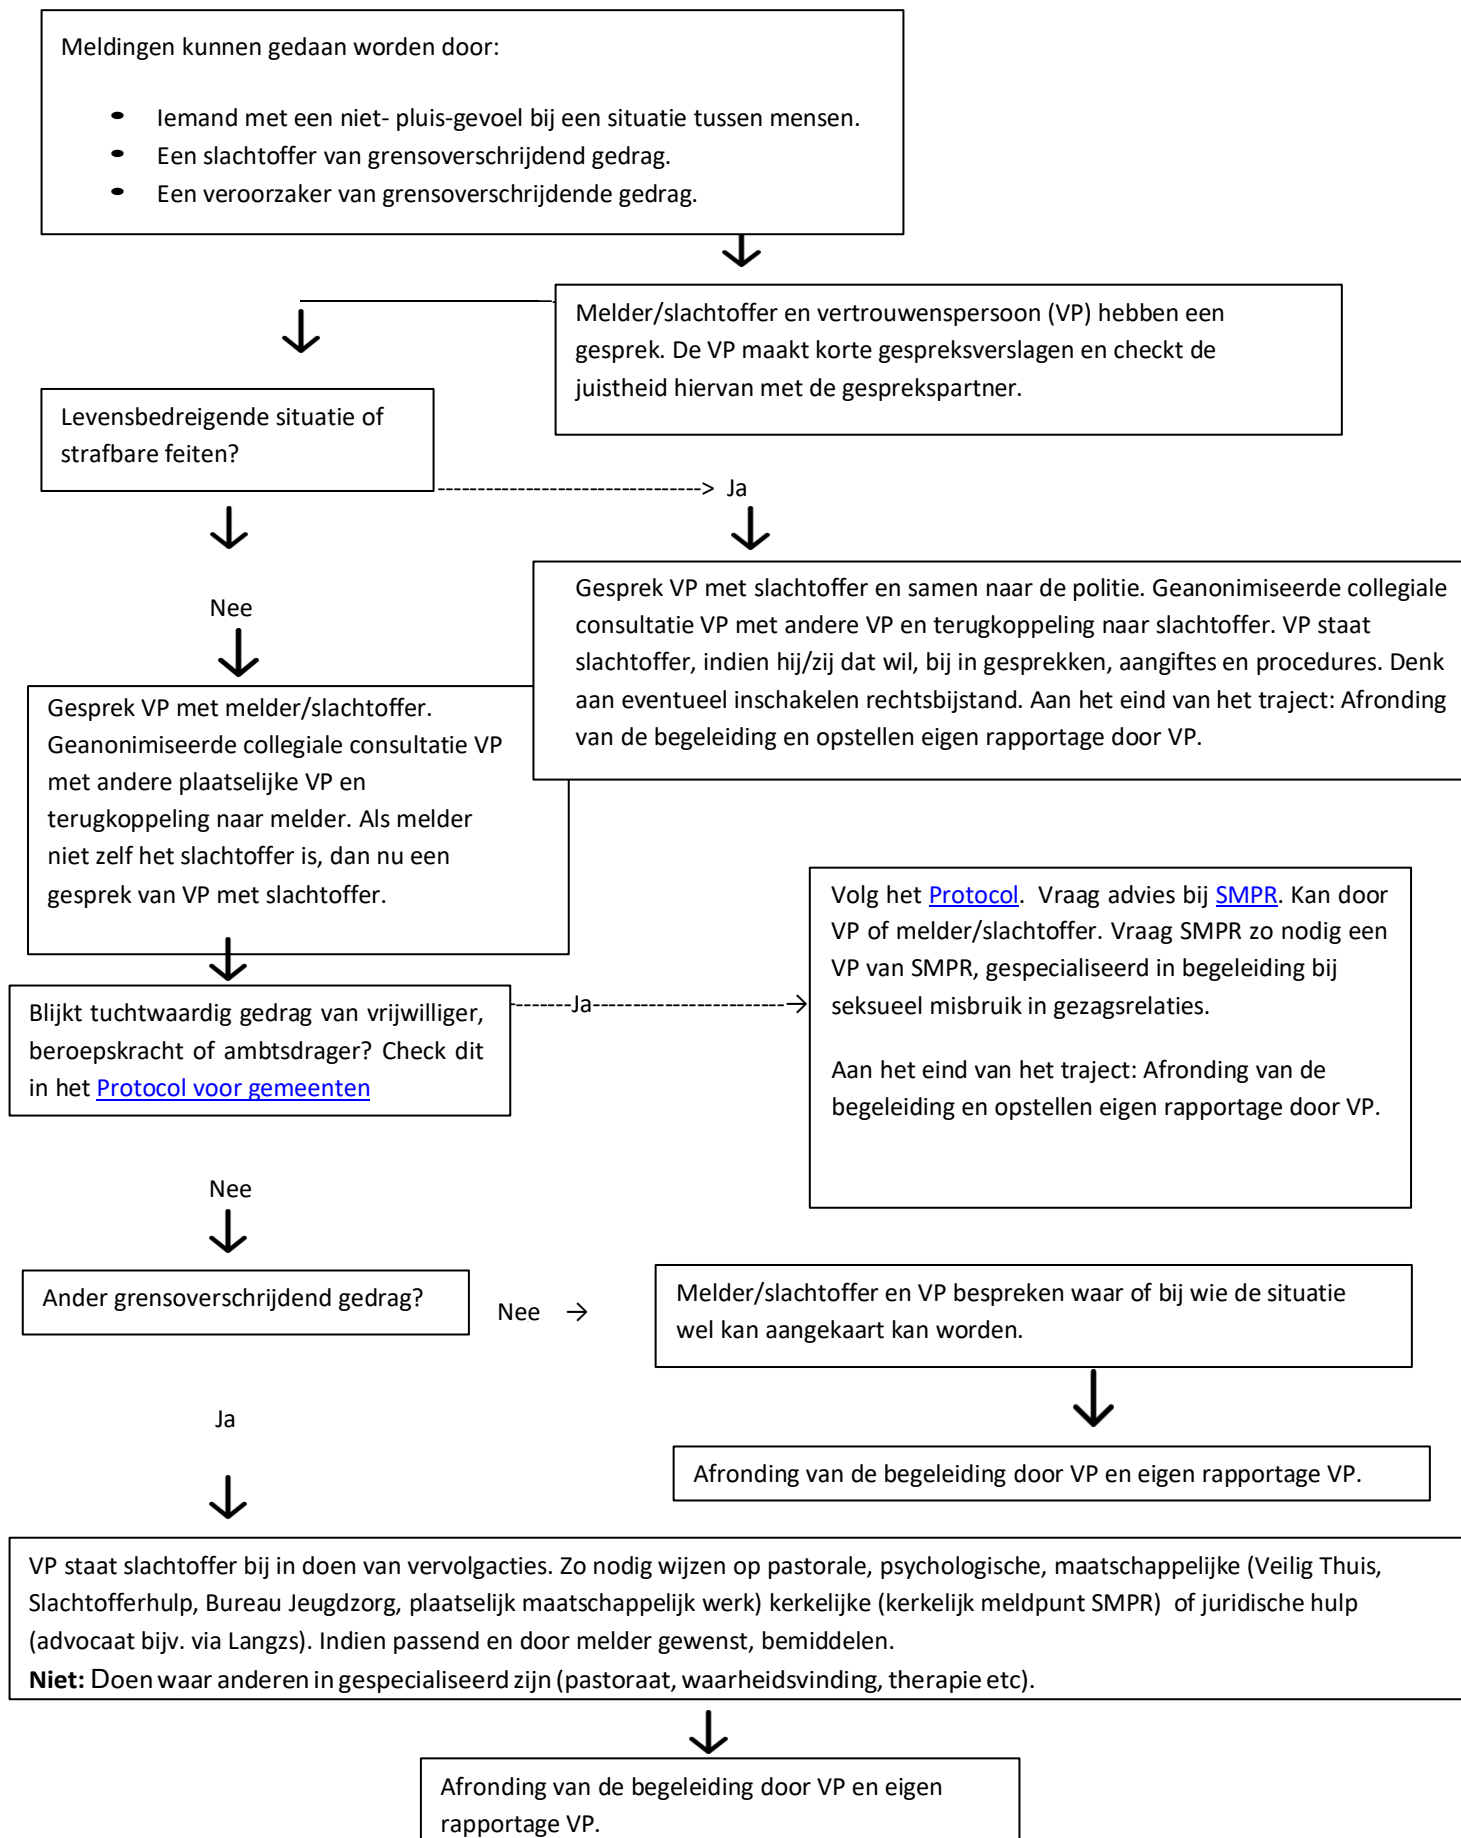 Meldingen kunnen gedaan worden door:
• Iemand met een niet- pluis-gevoel bij een situatie tussen mensen.
• Een slachtoffer van grensoverschrijdend gedrag.
• Een veroorzaker van grensoverschrijdende gedrag.
Melder/slachtoffer en vertrouwenspersoon (VP) hebben een
gesprek. De VP maakt korte gespreksverslagen en checkt de
juistheid hiervan met de gesprekspartner.
Levensbedreigende situatie of
strafbare feiten?
---------------------------------> Ja
Gesprek VP met slachtoffer en samen naar de politie. Geanonimiseerde collegiale
consultatie VP met andere VP en terugkoppeling naar slachtoffer. VP staat
slachtoffer, indien hij/zij dat wil, bij in gesprekken, aangiftes en procedures. Denk
aan eventueel inschakelen rechtsbijstand. Aan het eind van het traject: Afronding
van de begeleiding en opstellen eigen rapportage door VP.
Nee
Gesprek VP met melder/slachtoffer.
Geanonimiseerde collegiale consultatie VP
met andere plaatselijke VP en
terugkoppeling naar melder. Als melder
niet zelf het slachtoffer is, dan nu een
gesprek van VP met slachtoffer.
Blijkt tuchtwaardig gedrag van vrijwilliger,
beroepskracht of ambtsdrager? Check dit
in het Protocol voor gemeenten
-------Ja------------------------→
Volg het Protocol. Vraag advies bij SMPR. Kan door
VP of melder/slachtoffer. Vraag SMPR zo nodig een
VP van SMPR, gespecialiseerd in begeleiding bij
seksueel misbruik in gezagsrelaties.
Aan het eind van het traject: Afronding van de
begeleiding en opstellen eigen rapportage door VP.
Nee
Ander grensoverschrijdend gedrag?
Nee →
Melder/slachtoffer en VP bespreken waar of bij wie de situatie
wel kan aangekaart kan worden.
Afronding van de begeleiding door VP en eigen rapportage VP.
Ja
VP staat slachtoffer bij in doen van vervolgacties. Zo nodig wijzen op pastorale, psychologische, maatschappelijke (Veilig Thuis,
Slachtofferhulp, Bureau Jeugdzorg, plaatselijk maatschappelijk werk) kerkelijke (kerkelijk meldpunt SMPR) of juridische hulp
(advocaat bijv. via Langzs). Indien passend en door melder gewenst, bemiddelen.
Niet: Doen waar anderen in gespecialiseerd zijn (pastoraat, waarheidsvinding, therapie etc).
Afronding van de begeleiding door VP en eigen
rapportage VP.